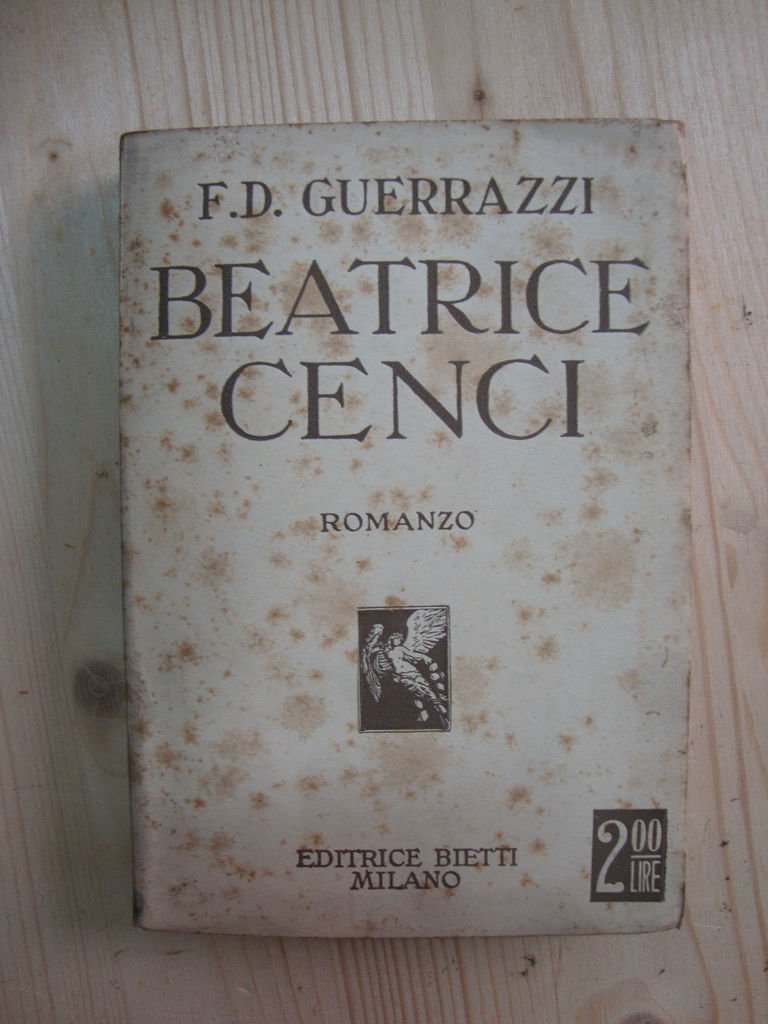 F.D. GUERRAZZI
BEATRICE
CENCI
ROMANZO
EDITRICE BIETTI
MILANO
2 00
LIRE